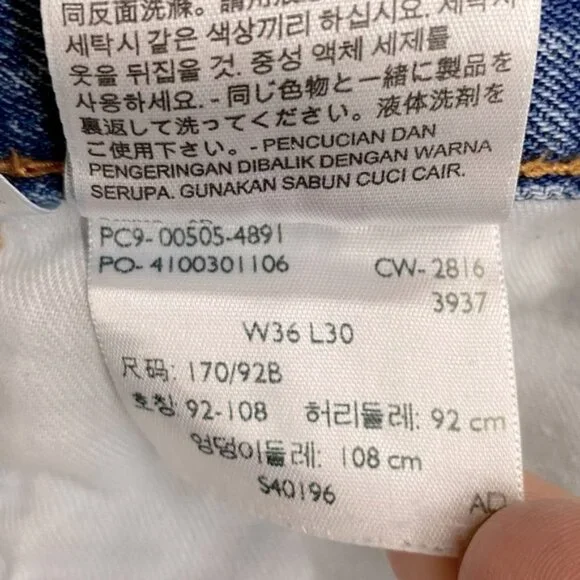 同反面洗滌。請用液
세탁시 같은 색상끼리 하십시요. 세탁시
옷을 뒤집을 것. 중성 액체 세제를
사용하세요. - 同じ色物と一緒に製品を
裏返して洗ってください。液体洗剤を
ご使用下さい。- PENCUCIAN DAN
PENGERINGAN DIBALIK DENGAN WARNA
SERUPA. GUNAKAN SABUN CUCI CAIR.
PC9- 00505-4891
PO- 4100301106 CW- 2816
3937
W36 L30
尺码: 170/92B
호칭: 92-108 허리둘레: 92 cm
엉덩이둘레: 108 cm
S40196
AD